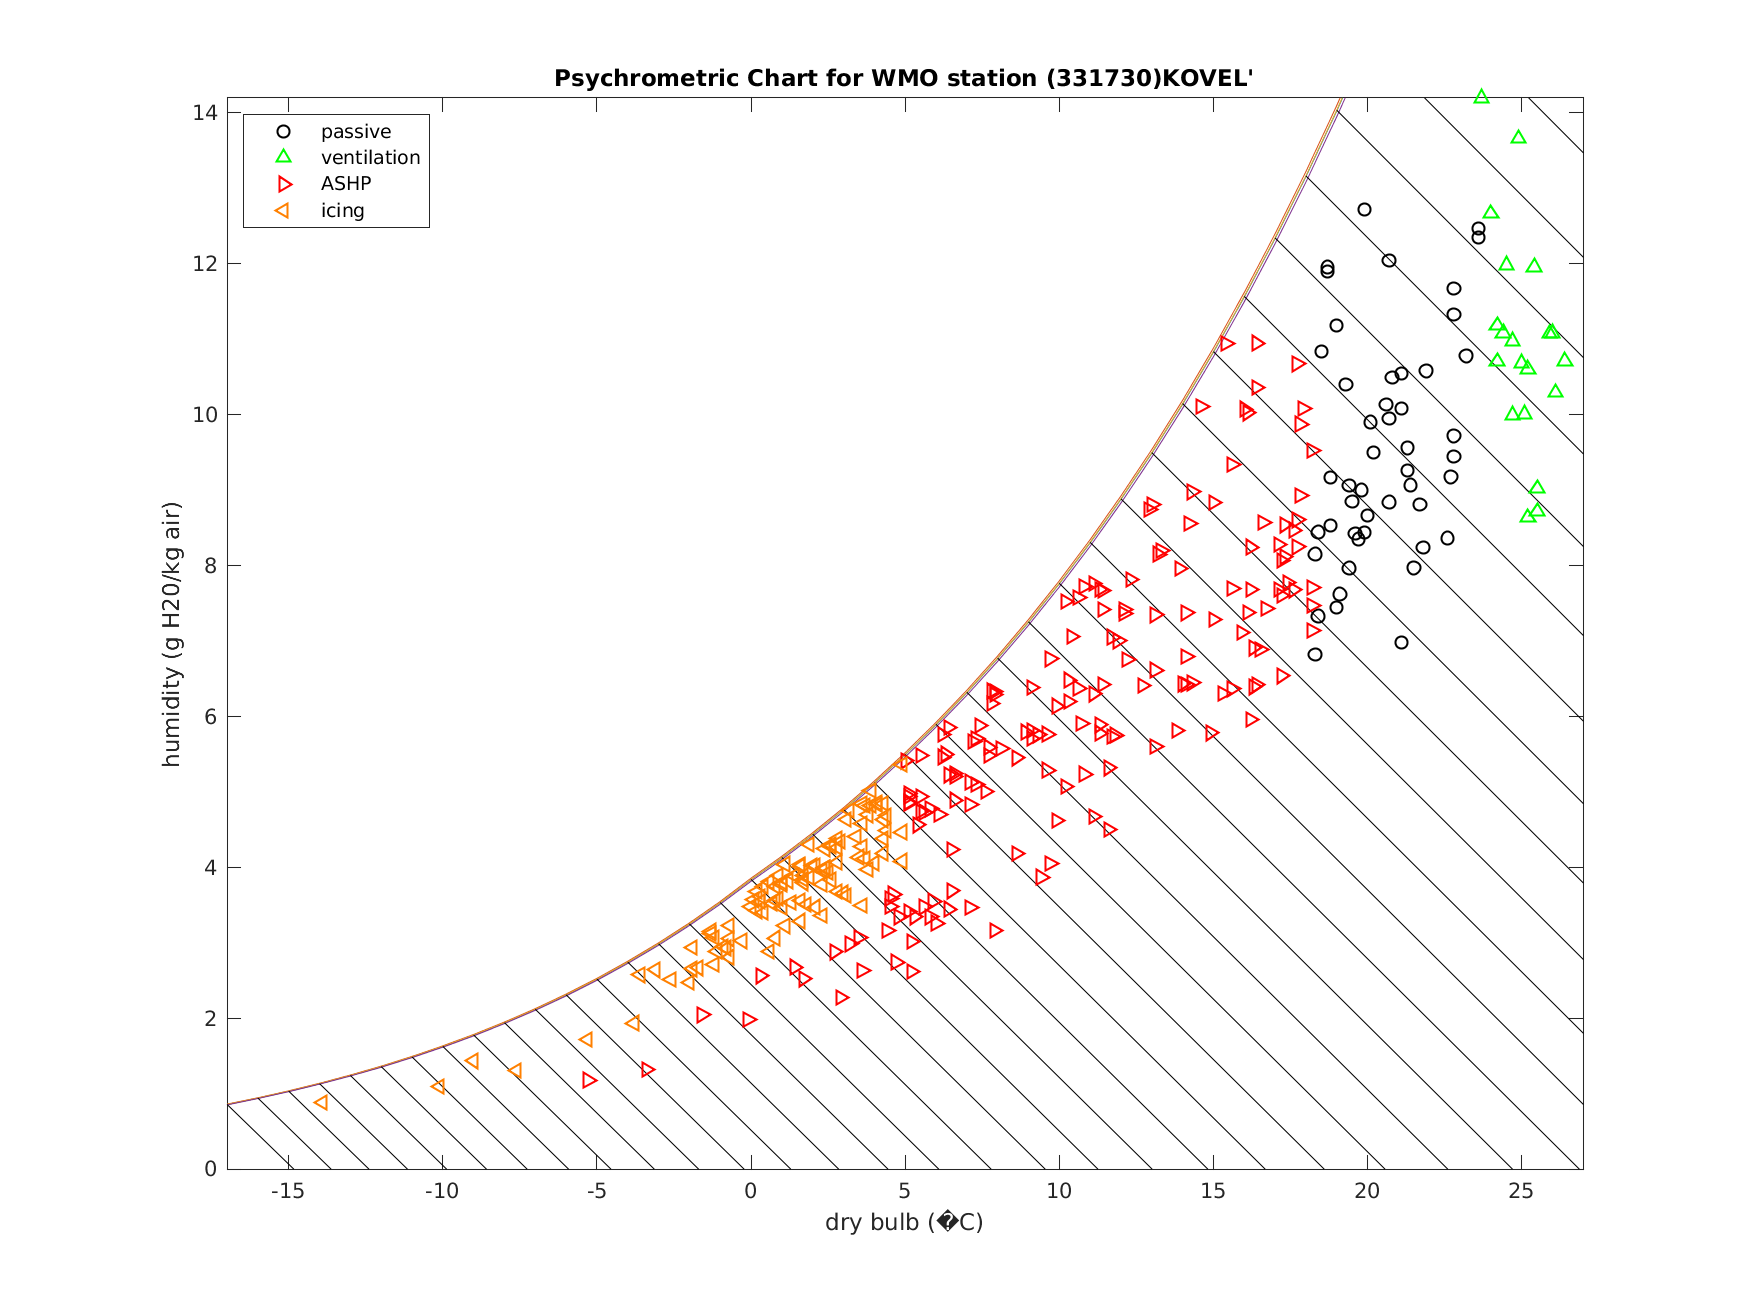 Psychrometric Chart for WMO station (331730)KOVEL'
passive
ventilation
ASHP
icing
humidity (g H20/kg air)
14
12
10
8
6
4
2
0
-15 -10 -5 0 5 10 15 20 25
dry bulb (�C)